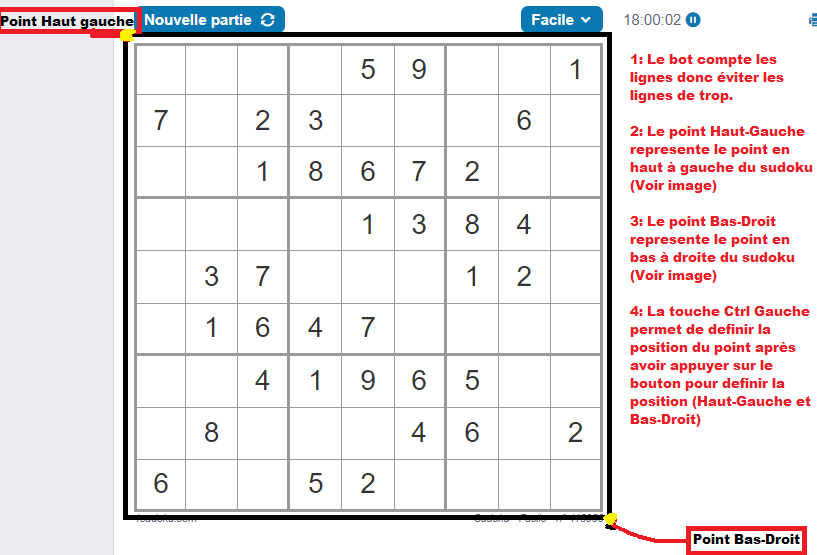 Point Haut gauche
Nouvelle partie
Facile
18:00:02
5 9 1
7 2 3 6
1 8 6 7 2
1 3 8 4
3 7 1 2
1 6 4 7
4 1 9 6 5
8 4 6 2
6 5 2
1: Le bot compte les
lignes donc éviter les
lignes de trop.
2: Le point Haut-Gauche
represente le point en
haut à gauche du sudoku
(Voir image)
3: Le point Bas-Droit
represente le point en
bas à droite du sudoku
(Voir image)
4: La touche Ctrl Gauche
permet de definir la
position du point après
avoir appuyer sur le
bouton pour definir la
position (Haut-Gauche et
Bas-Droit)
Point Bas-Droit